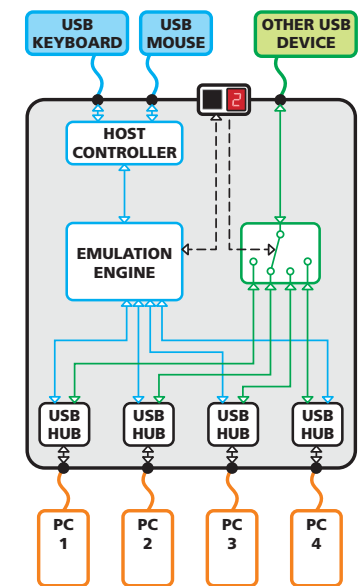 USB
KEYBOARD
USB
MOUSE
OTHER USB
DEVICE
2
HOST
CONTROLLER
EMULATION
ENGINE
USB
HUB
USB
HUB
USB
HUB
USB
HUB
PC
1
PC
2
PC
3
PC
4